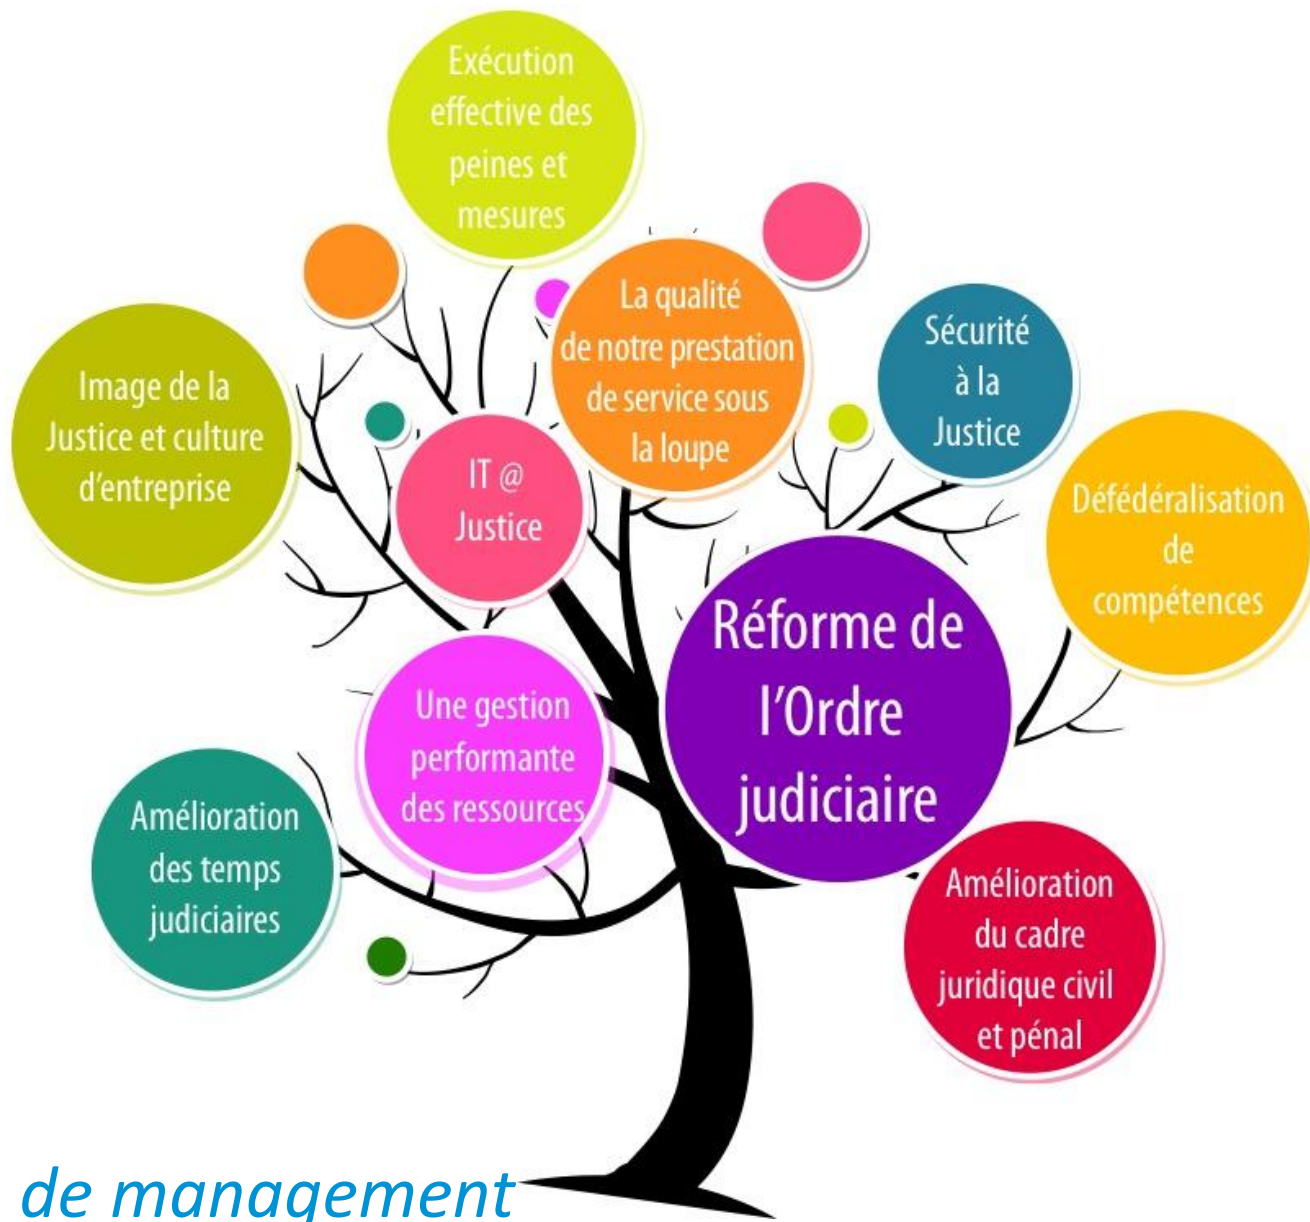 Exécution
effective des
peines et
mesures
La qualité
de notre prestation
de service sous
la loupe
Sécurité
à la
Justice
Image de la
Justice et culture
d'entreprise
IT @
Justice
Défédéralisation
de
compétences
Réforme de
l'Ordre
judiciaire
Une gestion
performante
des ressources
Amélioration
des temps
judiciaires
Amélioration
du cadre
juridique civil
et pénal
de management